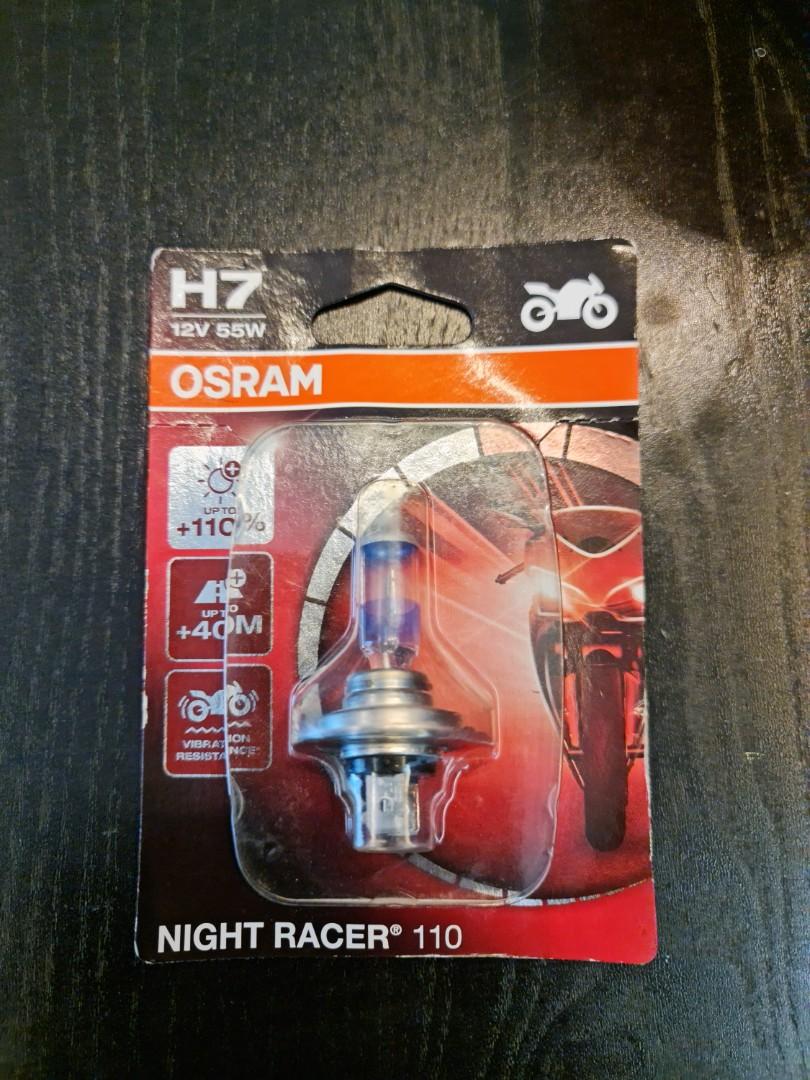 H7
12V 55W
OSRAM
UP TO
+110%
UP TO
+40M
VIBRATION
RESISTANCE
NIGHT RACER® 110